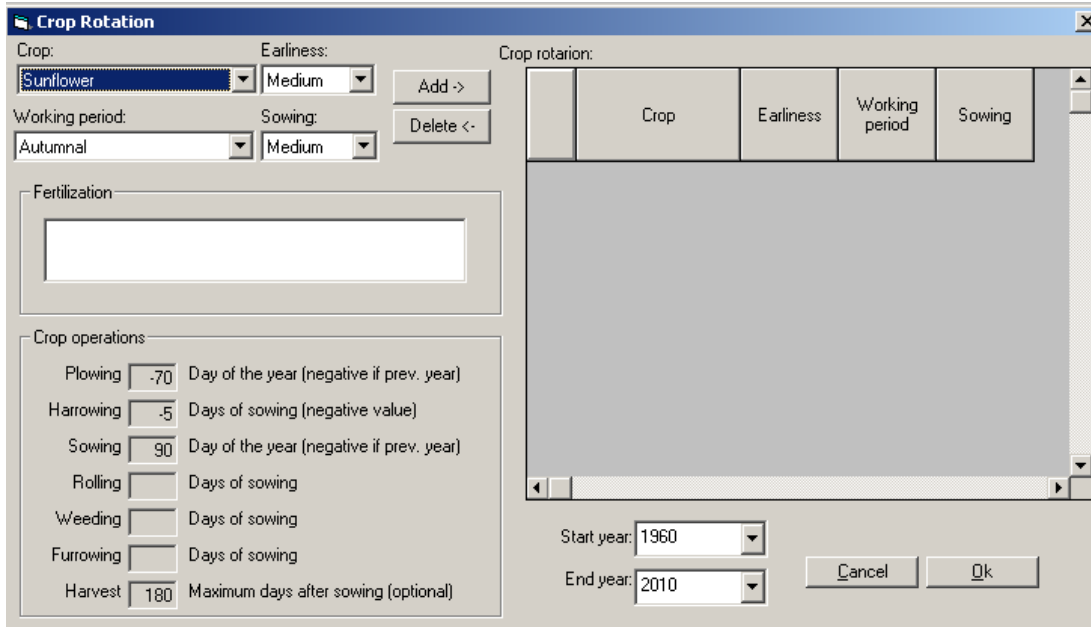 Crop Rotation
Crop:
Earliness:
Sunflower
Medium
Add ->
Working period:
Sowing:
Delete <-
Autumnal
Medium
Fertilization
Crop operations
Plowing -70 Day of the year (negative if prev. year)
Harrowing -5 Days of sowing (negative value)
Sowing 90 Day of the year (negative if prev. year)
Rolling Days of sowing
Weeding Days of sowing
Furrowing Days of sowing
Harvest 180 Maximum days after sowing (optional)
Crop rotarion:
Crop
Earliness
Working
period
Sowing
Start year: 1960
End year: 2010
Cancel
Ok